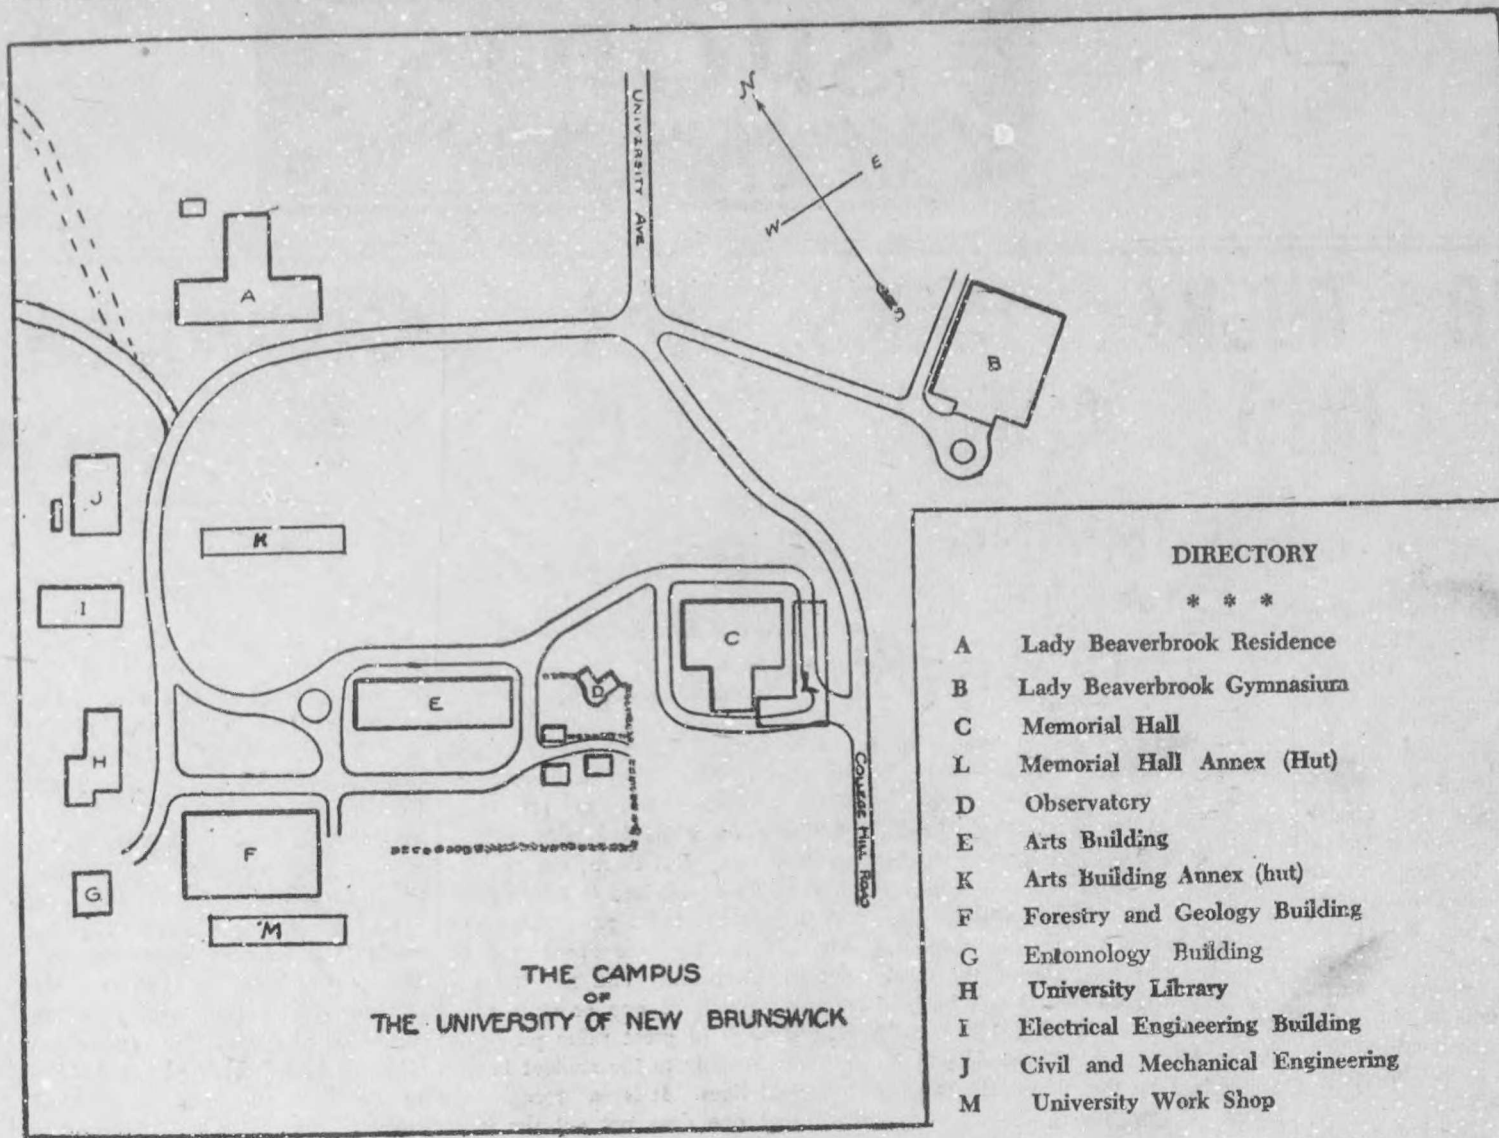 UNIVERSITY AVE
N
E
W
S
A
B
J
K
I
C
L
D
E
H
F
G
M
COLLEGE HILL ROAD
THE CAMPUS
OF
THE UNIVERSITY OF NEW BRUNSWICK
DIRECTORY
* * *
A Lady Beaverbrook Residence
B Lady Beaverbrook Gymnasium
C Memorial Hall
L Memorial Hall Annex (Hut)
D Observatory
E Arts Building
K Arts Building Annex (hut)
F Forestry and Geology Building
G Entomology Building
H University Library
I Electrical Engineering Building
J Civil and Mechanical Engineering
M University Work Shop